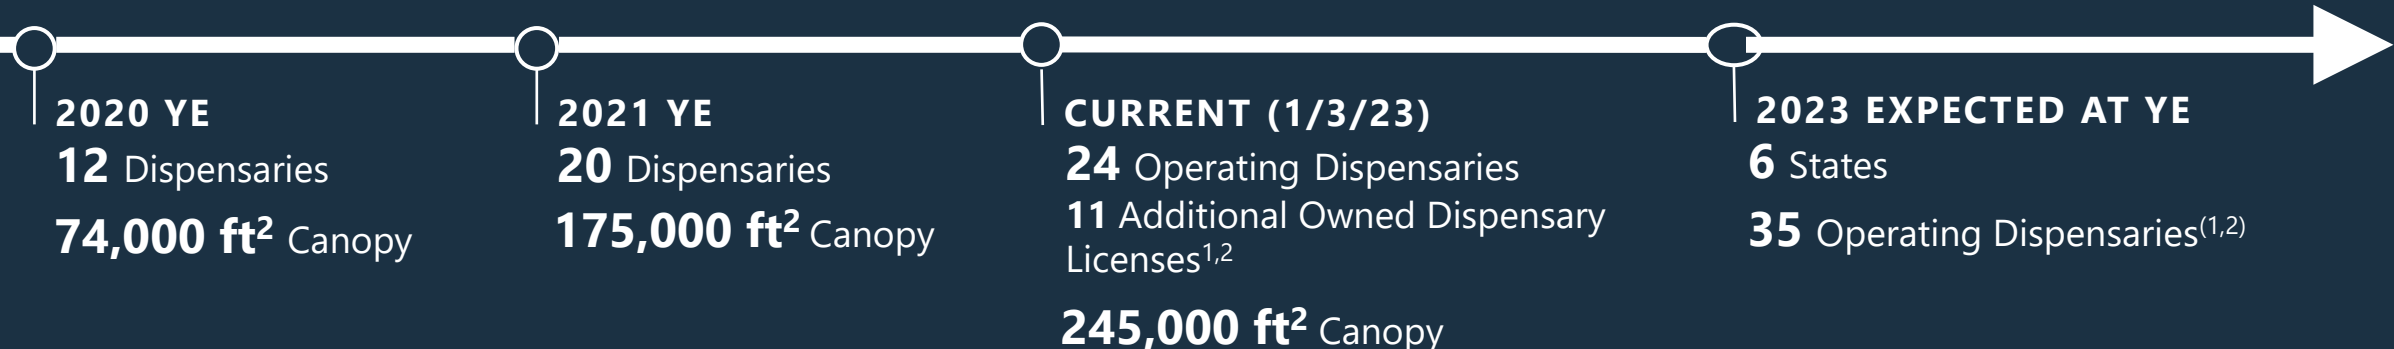 2020 YE
12 Dispensaries
74,000 ft² Canopy
2021 YE
20 Dispensaries
175,000 ft² Canopy
CURRENT (1/3/23)
24 Operating Dispensaries
11 Additional Owned Dispensary
Licenses¹,²
245,000 ft² Canopy
2023 EXPECTED AT YE
6 States
35 Operating Dispensaries⁽¹,²⁾